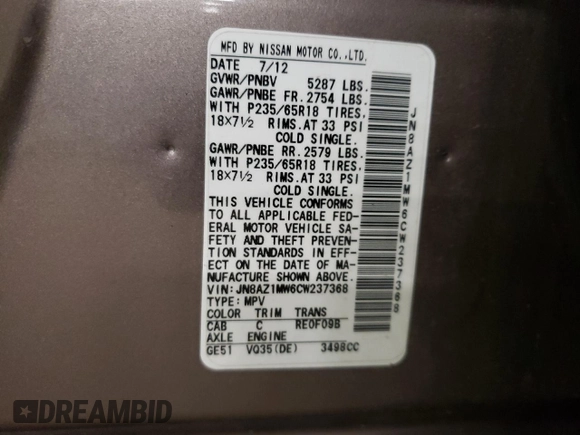 MFD BY NISSAN MOTOR CO.,LTD.
DATE 7/12
GVWR/PNBV 5287 LBS.
GAWR/PNBE FR. 2754 LBS.
WITH P235/65R18 TIRES.
18×7½ RIMS.AT 33 PSI
COLD SINGLE.
GAWR/PNBE RR. 2579 LBS.
WITH P235/65R18 TIRES.
18×7½ RIMS.AT 33 PSI
COLD SINGLE.
THIS VEHICLE CONFORMS
TO ALL APPLICABLE FED-
ERAL MOTOR VEHICLE SA-
FETY AND THEFT PREVEN-
TION STANDARDS IN EFF-
ECT ON THE DATE OF MA-
NUFACTURE SHOWN ABOVE.
VIN: JN8AZ1MW6CW237368
TYPE: MPV
COLOR TRIM TRANS
CAB C RE0F09B
AXLE ENGINE
GE51 VQ35(DE) 3498CC
JN8AZ1MW6CW237368
DREAMBID